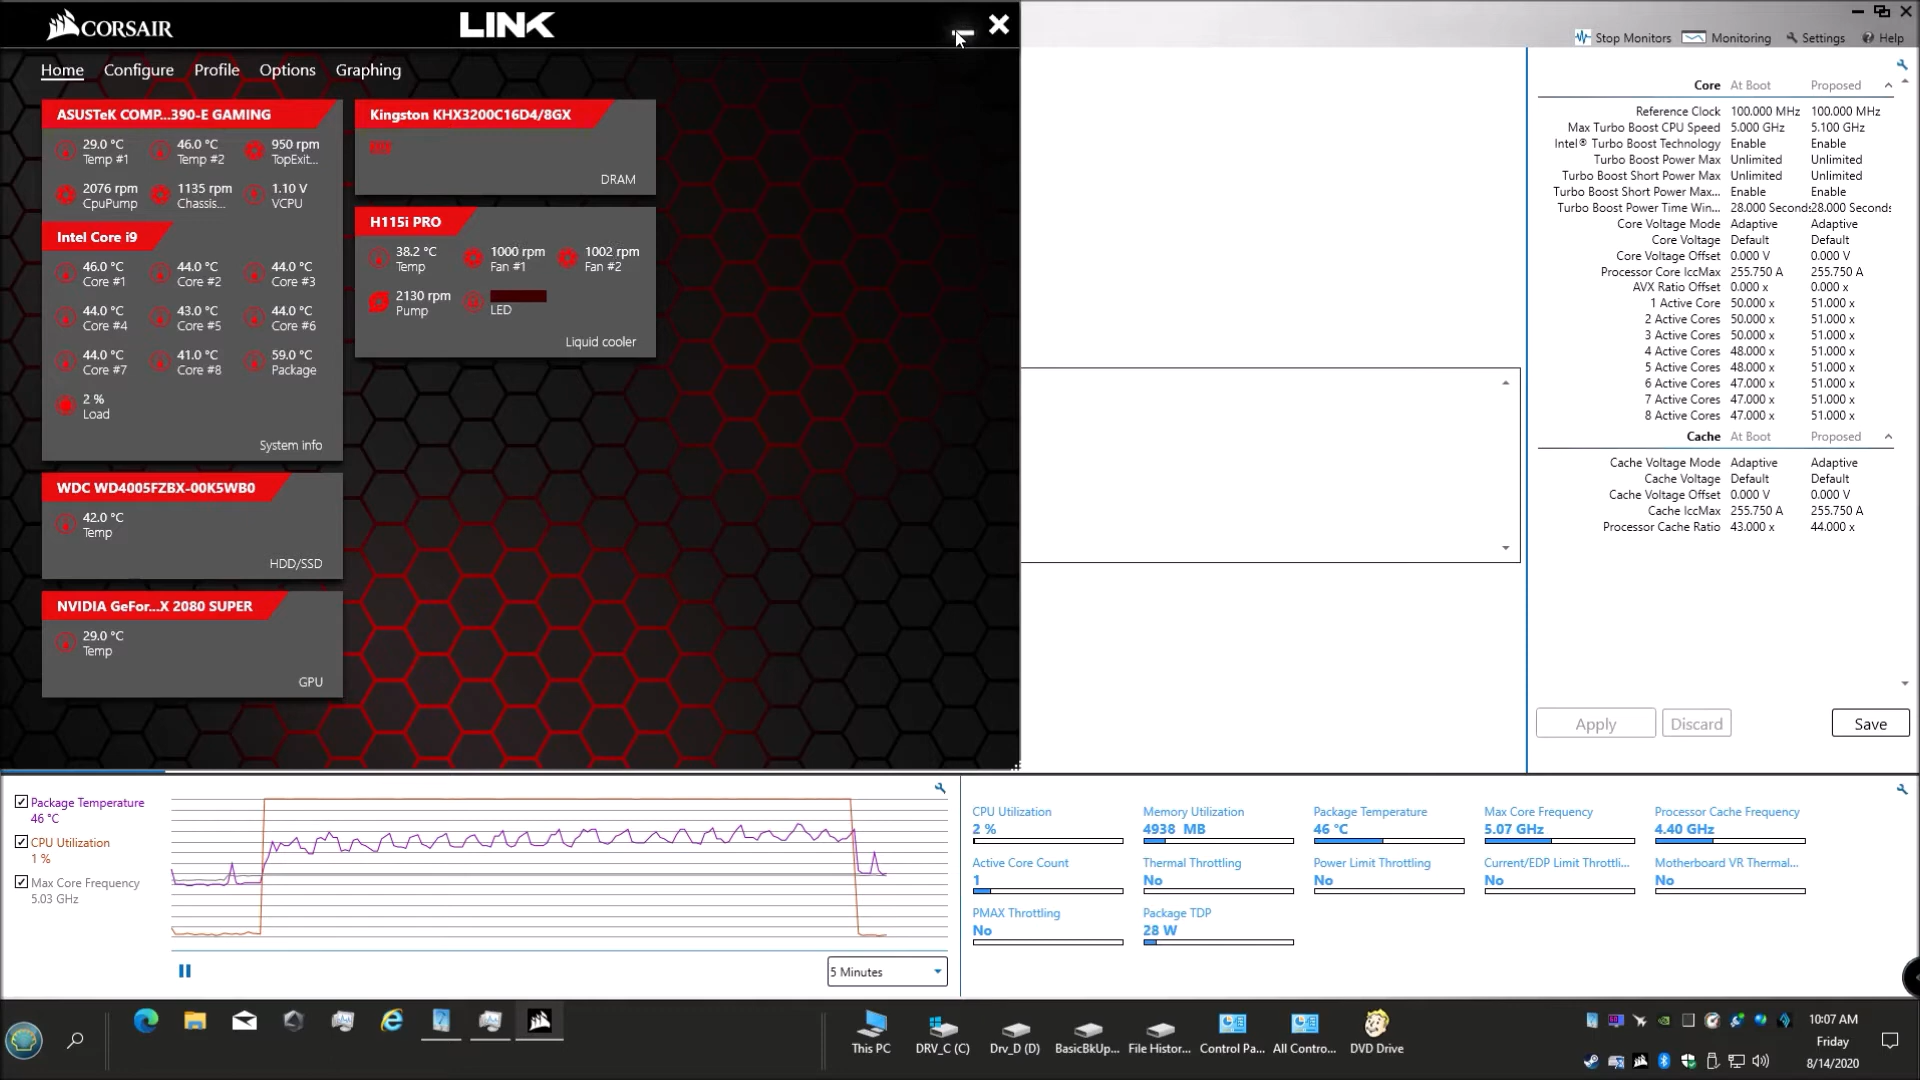 CORSAIR
LINK
Home Configure Profile Options Graphing
ASUSTeK COMP...390-E GAMING
29.0 °C 46.0 °C 950 rpm
Temp #1 Temp #2 TopExit...
2076 rpm 1135 rpm 1.10 V
CpuPump Chassis... VCPU
Intel Core i9
46.0 °C 44.0 °C 44.0 °C
Core #1 Core #2 Core #3
44.0 °C 43.0 °C 44.0 °C
Core #4 Core #5 Core #6
44.0 °C 41.0 °C 59.0 °C
Core #7 Core #8 Package
2 %
Load
System info
WDC WD4005FZBX-00K5WB0
42.0 °C
Temp
HDD/SSD
NVIDIA GeFor...X 2080 SUPER
29.0 °C
Temp
GPU
Kingston KHX3200C16D4/8GX
DRAM
H115i PRO
38.2 °C 1000 rpm 1002 rpm
Temp Fan #1 Fan #2
2130 rpm
Pump LED
Liquid cooler
Stop Monitors Monitoring Settings Help
Core At Boot Proposed
Reference Clock 100.000 MHz 100.000 MHz
Max Turbo Boost CPU Speed 5.000 GHz 5.100 GHz
Intel® Turbo Boost Technology Enable Enable
Turbo Boost Power Max Unlimited Unlimited
Turbo Boost Short Power Max Unlimited Unlimited
Turbo Boost Short Power Max... Enable Enable
Turbo Boost Power Time Win... 28.000 Seconds 28.000 Seconds
Core Voltage Mode Adaptive Adaptive
Core Voltage Default Default
Core Voltage Offset 0.000 V 0.000 V
Processor Core IccMax 255.750 A 255.750 A
AVX Ratio Offset 0.000 x 0.000 x
1 Active Core 50.000 x 51.000 x
2 Active Cores 50.000 x 51.000 x
3 Active Cores 50.000 x 51.000 x
4 Active Cores 48.000 x 51.000 x
5 Active Cores 48.000 x 51.000 x
6 Active Cores 47.000 x 51.000 x
7 Active Cores 47.000 x 51.000 x
8 Active Cores 47.000 x 51.000 x
Cache At Boot Proposed
Cache Voltage Mode Adaptive Adaptive
Cache Voltage Default Default
Cache Voltage Offset 0.000 V 0.000 V
Cache IccMax 255.750 A 255.750 A
Processor Cache Ratio 43.000 x 44.000 x
Apply Discard Save
Package Temperature
46 °C
CPU Utilization
1 %
Max Core Frequency
5.03 GHz
5 Minutes
CPU Utilization Memory Utilization Package Temperature Max Core Frequency Processor Cache Frequency
2 % 4938 MB 46 °C 5.07 GHz 4.40 GHz
Active Core Count Thermal Throttling Power Limit Throttling Current/EDP Limit Throttli... Motherboard VR Thermal...
1 No No No No
PMAX Throttling Package TDP
No 28 W
This PC DRV_C (C) Drv_D (D) BasicBkUp... File Histor... Control Pa... All Contro... DVD Drive
10:07 AM
Friday
8/14/2020